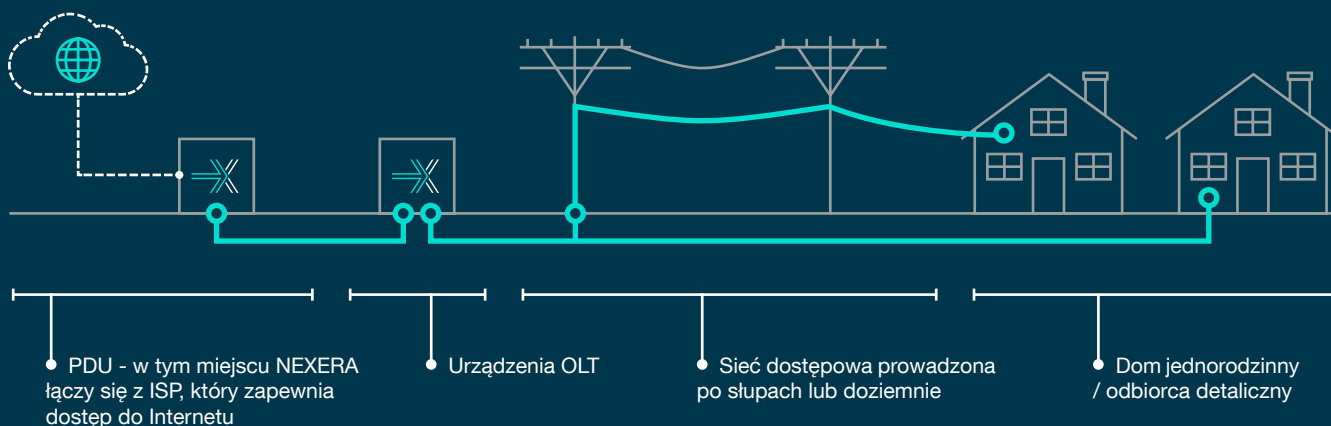 PDU - w tym miejscu NEXERA
łączy się z ISP, który zapewnia
dostęp do Internetu
Urządzenia OLT
Sieć dostępowa prowadzona
po słupach lub doziemnie
Dom jednorodzinny
/ odbiorca detaliczny